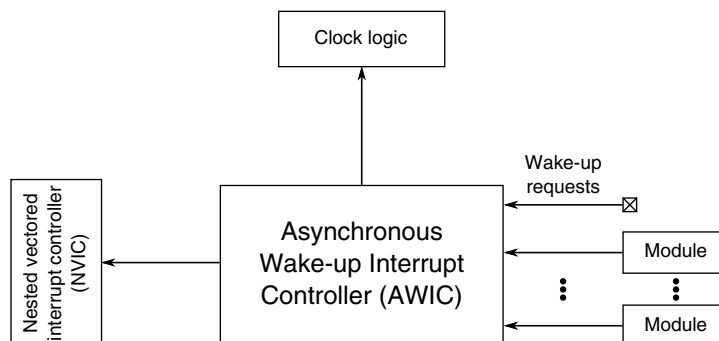 Clock logic
Wake-up
requests
Nested vectored
interrupt controller
(NVIC)
Asynchronous
Wake-up Interrupt
Controller (AWIC)
Module
Module